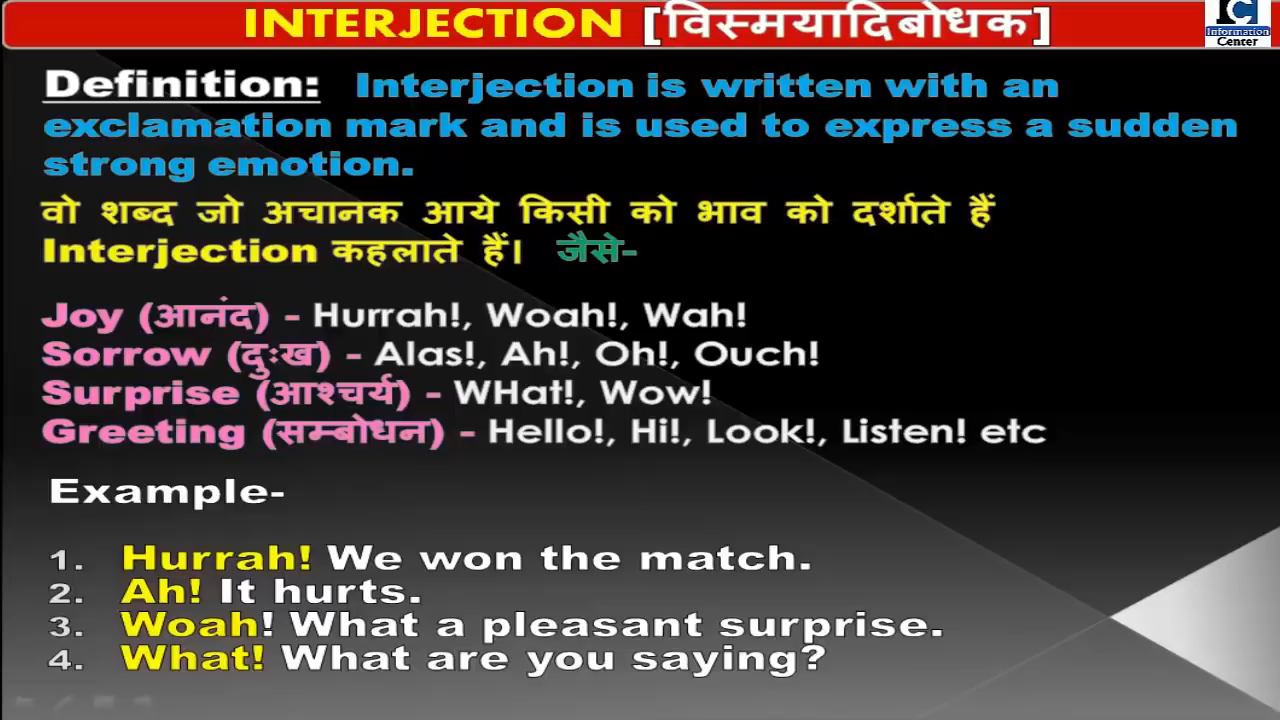 INTERJECTION [विस्मयादिबोधक]
IC
Information
Center
Definition: Interjection is written with an
exclamation mark and is used to express a sudden
strong emotion.
वो शब्द जो अचानक आये किसी को भाव को दर्शाते हैं
Interjection कहलाते हैं। जैसे-
Joy (आनंद) - Hurrah!, Woah!, Wah!
Sorrow (दुःख) - Alas!, Ah!, Oh!, Ouch!
Surprise (आश्चर्य) - WHat!, Wow!
Greeting (सम्बोधन) - Hello!, Hi!, Look!, Listen! etc
Example-
1. Hurrah! We won the match.
2. Ah! It hurts.
3. Woah! What a pleasant surprise.
4. What! What are you saying?